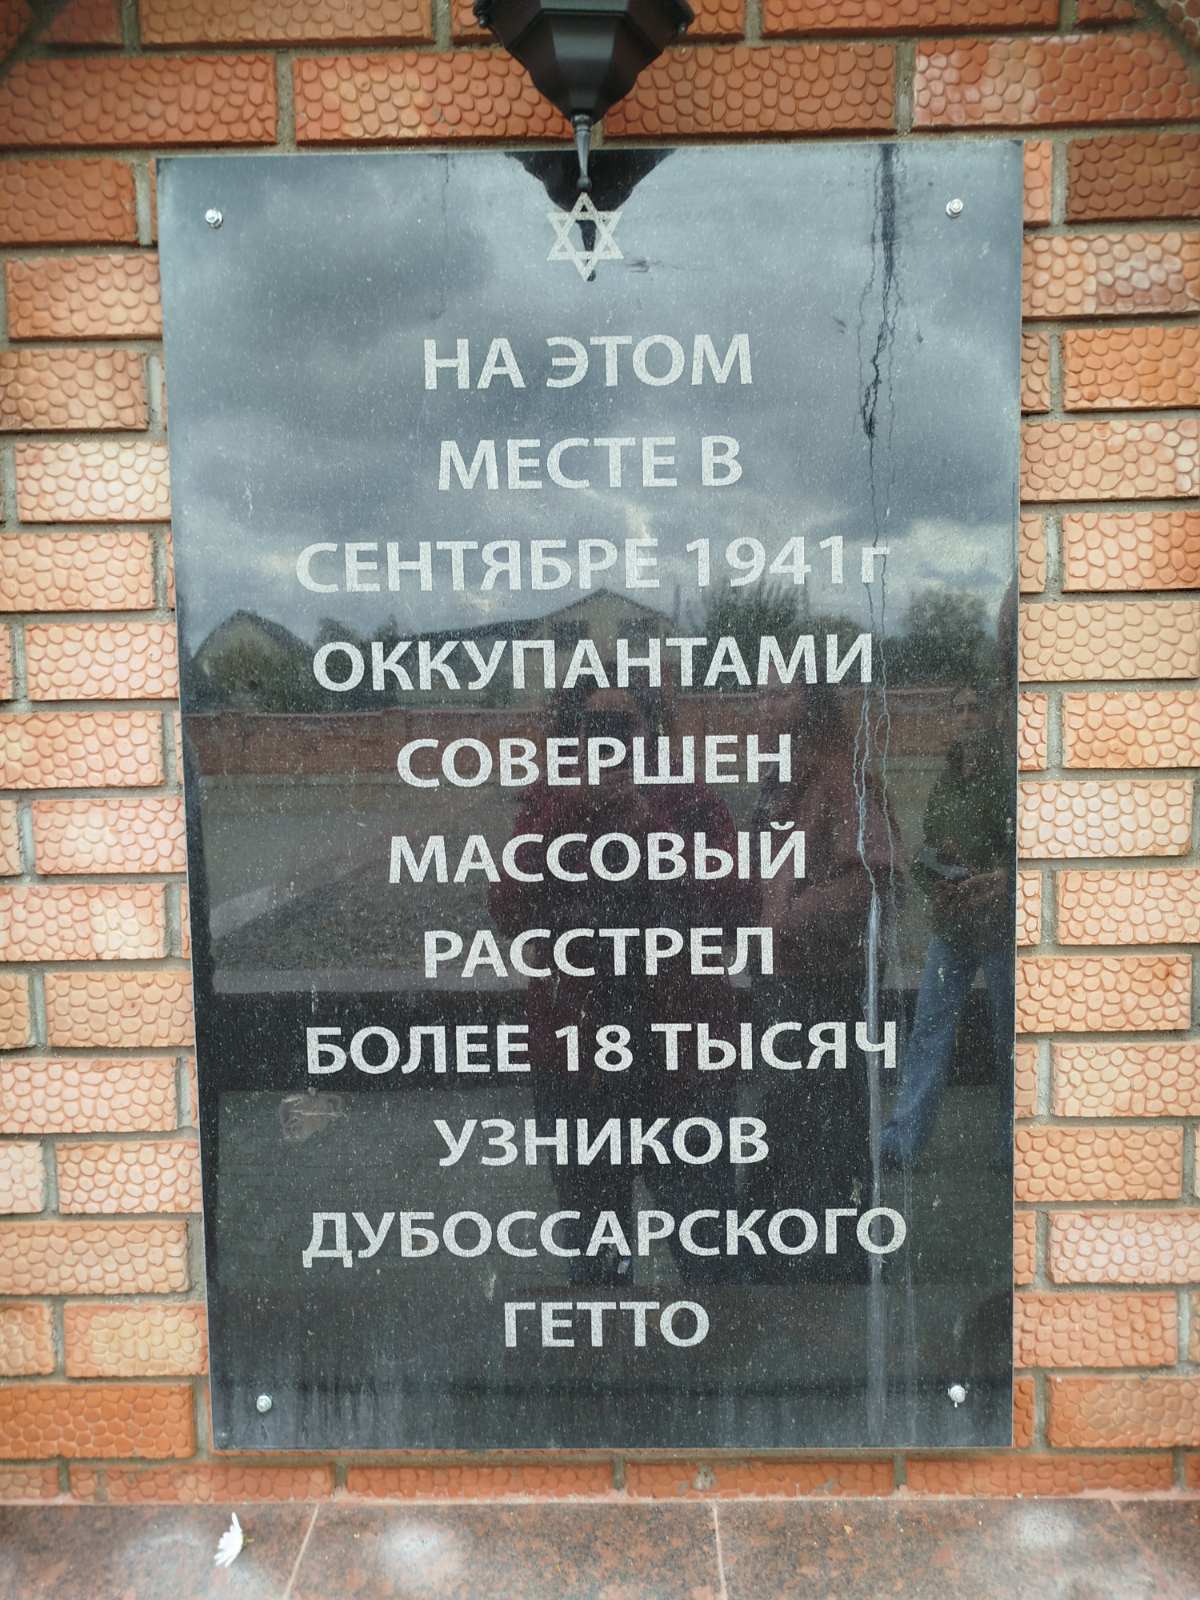 НА ЭТОМ
МЕСТЕ В
СЕНТЯБРЕ 1941г
ОККУПАНТАМИ
СОВЕРШЕН
МАССОВЫЙ
РАССТРЕЛ
БОЛЕЕ 18 ТЫСЯЧ
УЗНИКОВ
ДУБОССАРСКОГО
ГЕТТО